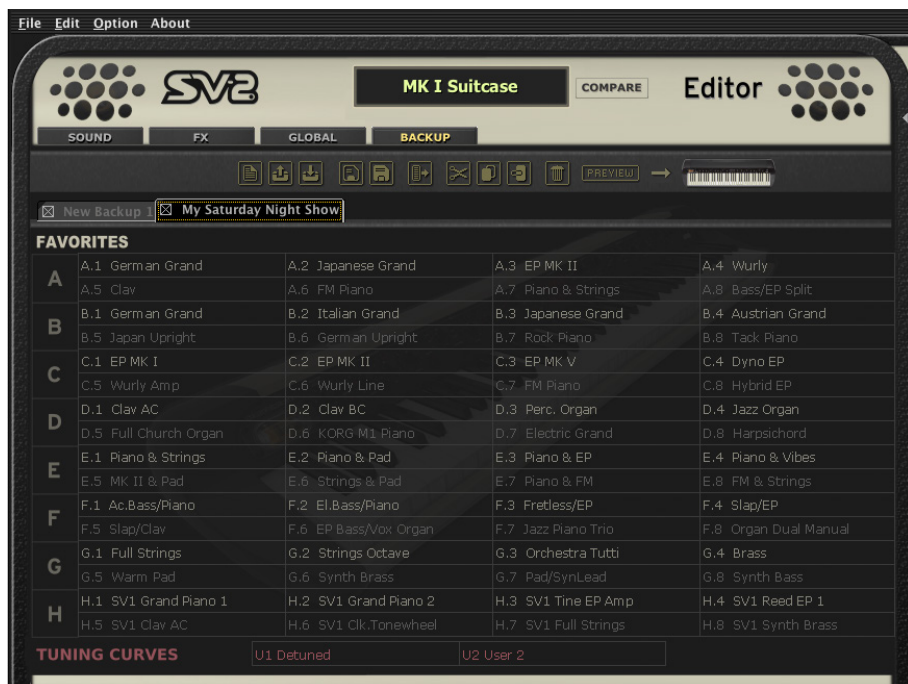 File Edit Option About
SV2 MK I Suitcase COMPARE Editor
SOUND FX GLOBAL BACKUP
PREVIEW
New Backup 1 My Saturday Night Show
FAVORITES
A
A.1 German Grand A.2 Japanese Grand A.3 EP MK II A.4 Wurly
A.5 Clav A.6 FM Piano A.7 Piano & Strings A.8 Bass/EP Split
B
B.1 German Grand B.2 Italian Grand B.3 Japanese Grand B.4 Austrian Grand
B.5 Japan Upright B.6 German Upright B.7 Rock Piano B.8 Tack Piano
C
C.1 EP MK I C.2 EP MK II C.3 EP MK V C.4 Dyno EP
C.5 Wurly Amp C.6 Wurly Line C.7 FM Piano C.8 Hybrid EP
D
D.1 Clav AC D.2 Clav BC D.3 Perc. Organ D.4 Jazz Organ
D.5 Full Church Organ D.6 KORG M1 Piano D.7 Electric Grand D.8 Harpsichord
E
E.1 Piano & Strings E.2 Piano & Pad E.3 Piano & EP E.4 Piano & Vibes
E.5 MK II & Pad E.6 Strings & Pad E.7 Piano & FM E.8 FM & Strings
F
F.1 Ac.Bass/Piano F.2 El.Bass/Piano F.3 Fretless/EP F.4 Slap/EP
F.5 Slap/Clav F.6 EP Bass/Vox Organ F.7 Jazz Piano Trio F.8 Organ Dual Manual
G
G.1 Full Strings G.2 Strings Octave G.3 Orchestra Tutti G.4 Brass
G.5 Warm Pad G.6 Synth Brass G.7 Pad/SynLead G.8 Synth Bass
H
H.1 SV1 Grand Piano 1 H.2 SV1 Grand Piano 2 H.3 SV1 Tine EP Amp H.4 SV1 Reed EP 1
H.5 SV1 Clav AC H.6 SV1 Clk.Tonewheel H.7 SV1 Full Strings H.8 SV1 Synth Brass
TUNING CURVES U1 Detuned U2 User 2